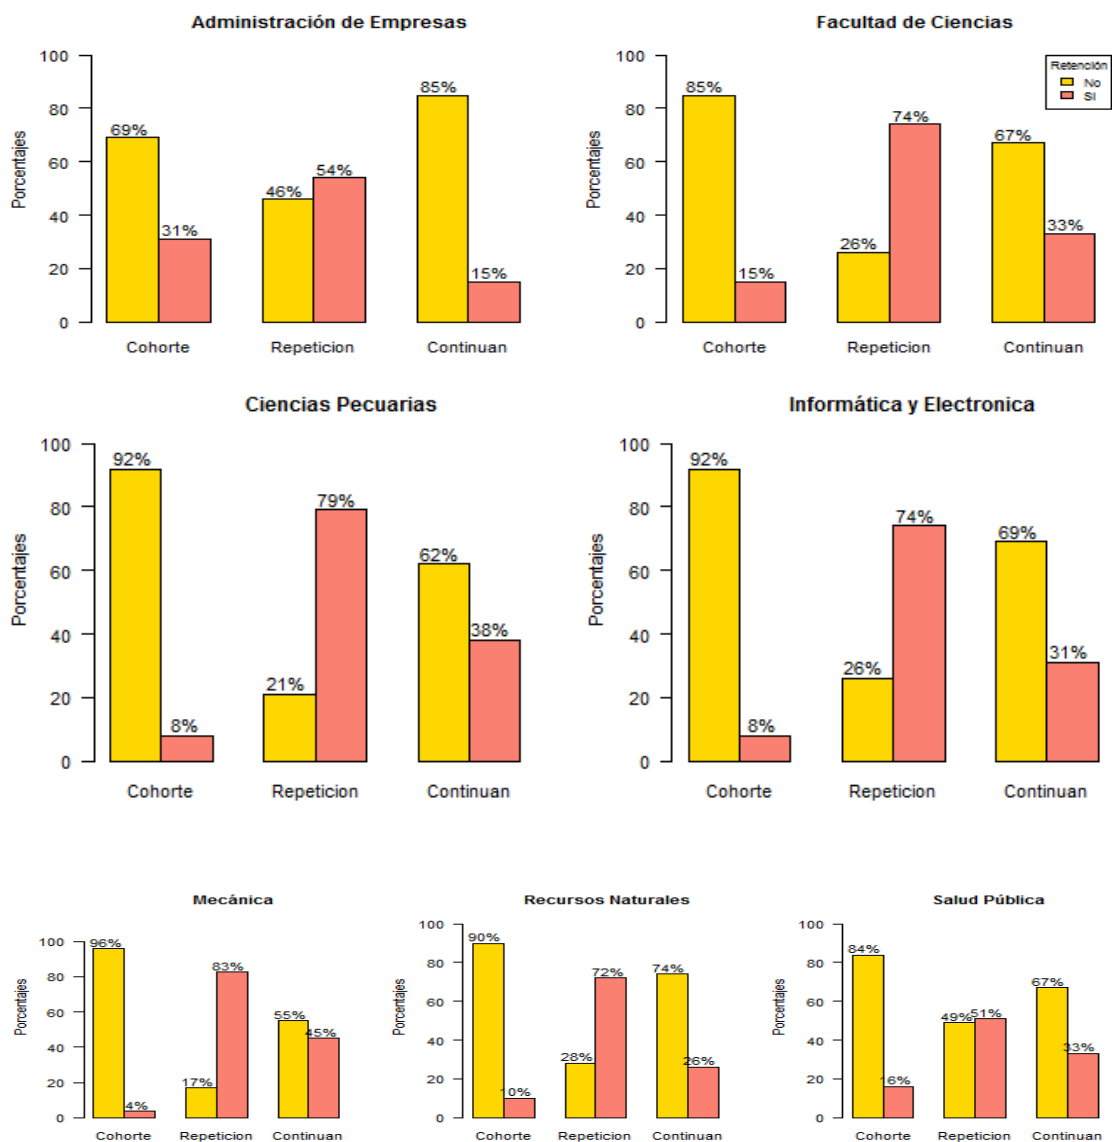 Administración de Empresas
100
80
60
40
20
0
Porcentajes
69%
31%
46%
54%
85%
15%
Cohorte
Repeticion
Continuan
Facultad de Ciencias
Retención
No
SI
100
80
60
40
20
0
Porcentajes
85%
15%
26%
74%
67%
33%
Cohorte
Repeticion
Continuan
Ciencias Pecuarias
100
80
60
40
20
0
Porcentajes
92%
8%
21%
79%
62%
38%
Cohorte
Repeticion
Continuan
Informática y Electronica
100
80
60
40
20
0
Porcentajes
92%
8%
26%
74%
69%
31%
Cohorte
Repeticion
Continuan
Mecánica
100
80
60
40
20
0
Porcentajes
96%
4%
17%
83%
55%
45%
Cohorte
Repeticion
Continuan
Recursos Naturales
100
80
60
40
20
0
Porcentajes
90%
10%
28%
72%
74%
26%
Cohorte
Repeticion
Continuan
Salud Pública
100
80
60
40
20
0
Porcentajes
84%
16%
49%
51%
67%
33%
Cohorte
Repeticion
Continuan